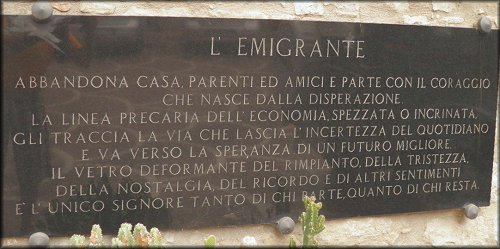 L' EMIGRANTE
ABBANDONA CASA, PARENTI ED AMICI E PARTE CON IL CORAGGIO
CHE NASCE DALLA DISPERAZIONE.
LA LINEA PRECARIA DELL'ECONOMIA, SPEZZATA O INCRINATA,
GLI TRACCIA LA VIA CHE LASCIA L'INCERTEZZA DEL QUOTIDIANO
E VA VERSO LA SPERANZA DI UN FUTURO MIGLIORE.
IL VETRO DEFORMANTE DEL RIMPIANTO, DELLA TRISTEZZA,
DELLA NOSTALGIA, DEL RICORDO E DI ALTRI SENTIMENTI
E' L'UNICO SIGNORE TANTO DI CHI PARTE, QUANTO DI CHI RESTA.